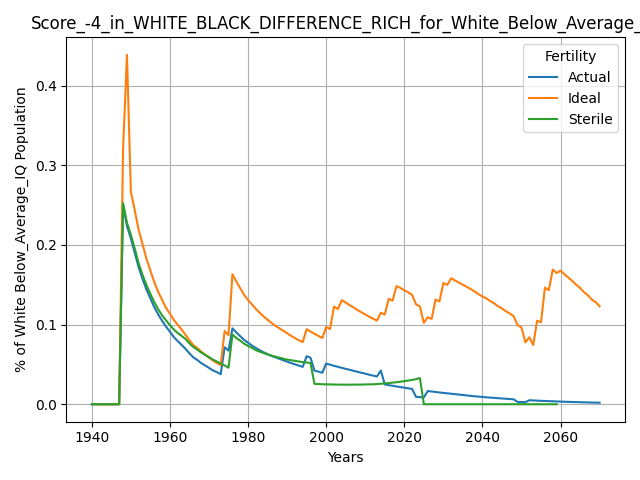 Score_-4_in_WHITE_BLACK_DIFFERENCE_RICH_for_White_Below_Average_
Fertility
Actual
Ideal
Sterile
% of White Below_Average_IQ Population
0.4
0.3
0.2
0.1
0.0
1940 1960 1980 2000 2020 2040 2060
Years